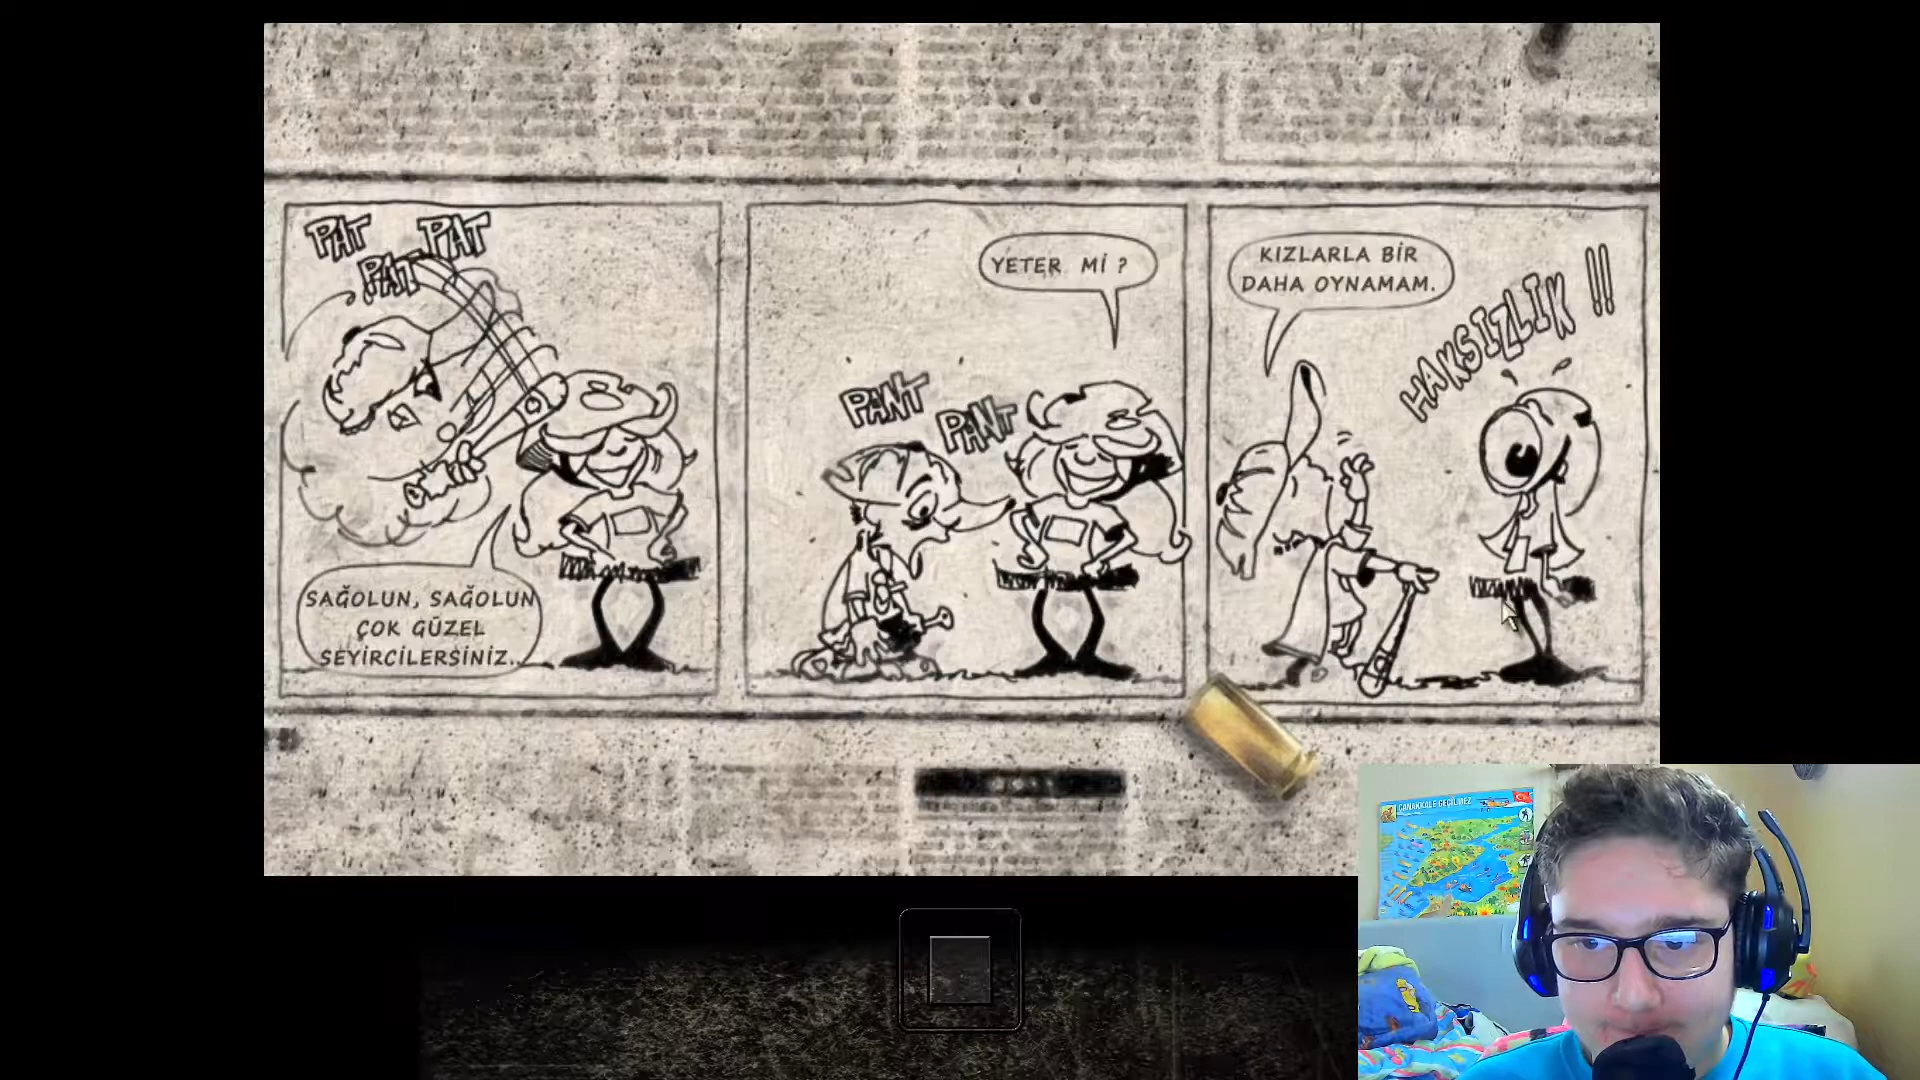 PAT
PAT
PAT
SAĞOLUN, SAĞOLUN
ÇOK GÜZEL
SEYİRCİLERSİNİZ..
YETER Mİ ?
PANT
PANT
KIZLARLA BİR
DAHA OYNAMAM.
HAKSIZLIK !!
ÇANAKKALE GEÇİLMEZ